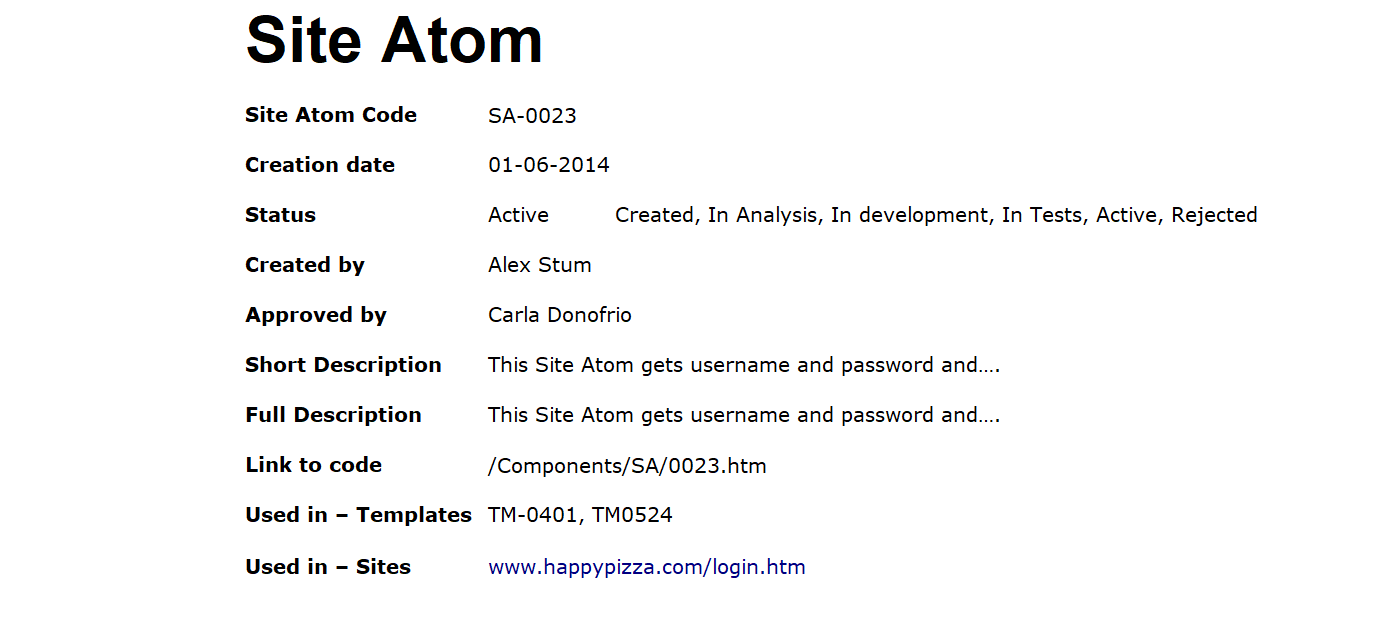 Site Atom
Site Atom Code SA-0023
Creation date 01-06-2014
Status Active Created, In Analysis, In development, In Tests, Active, Rejected
Created by Alex Stum
Approved by Carla Donofrio
Short Description This Site Atom gets username and password and….
Full Description This Site Atom gets username and password and….
Link to code /Components/SA/0023.htm
Used in – Templates TM-0401, TM0524
Used in – Sites www.happypizza.com/login.htm